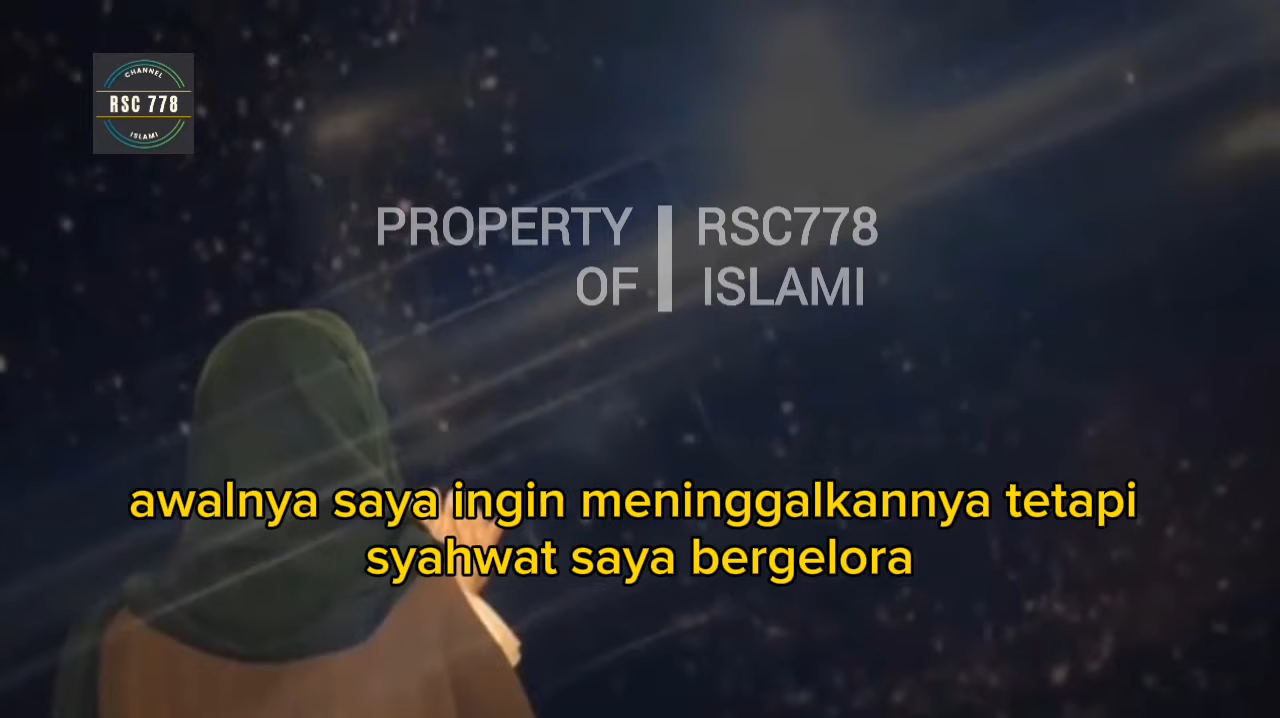 CHANNEL
RSC 778
ISLAMI
PROPERTY OF | RSC778 ISLAMI
awalnya saya ingin meninggalkannya tetapi
syahwat saya bergelora